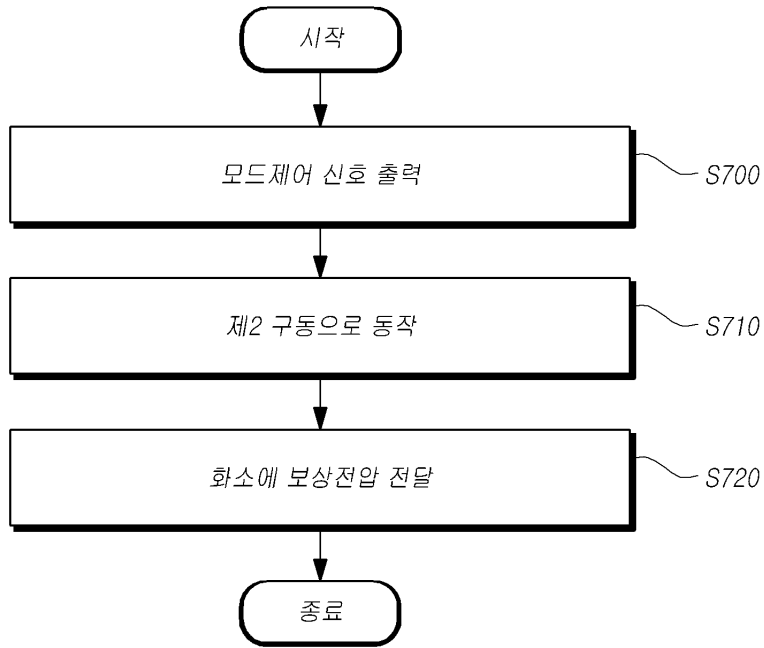 시작
모드제어 신호 출력
S700
제2 구동으로 동작
S710
화소에 보상전압 전달
S720
종료